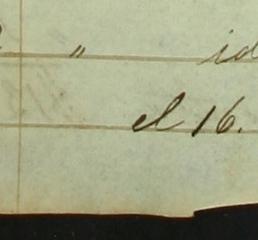 " id
el 16.